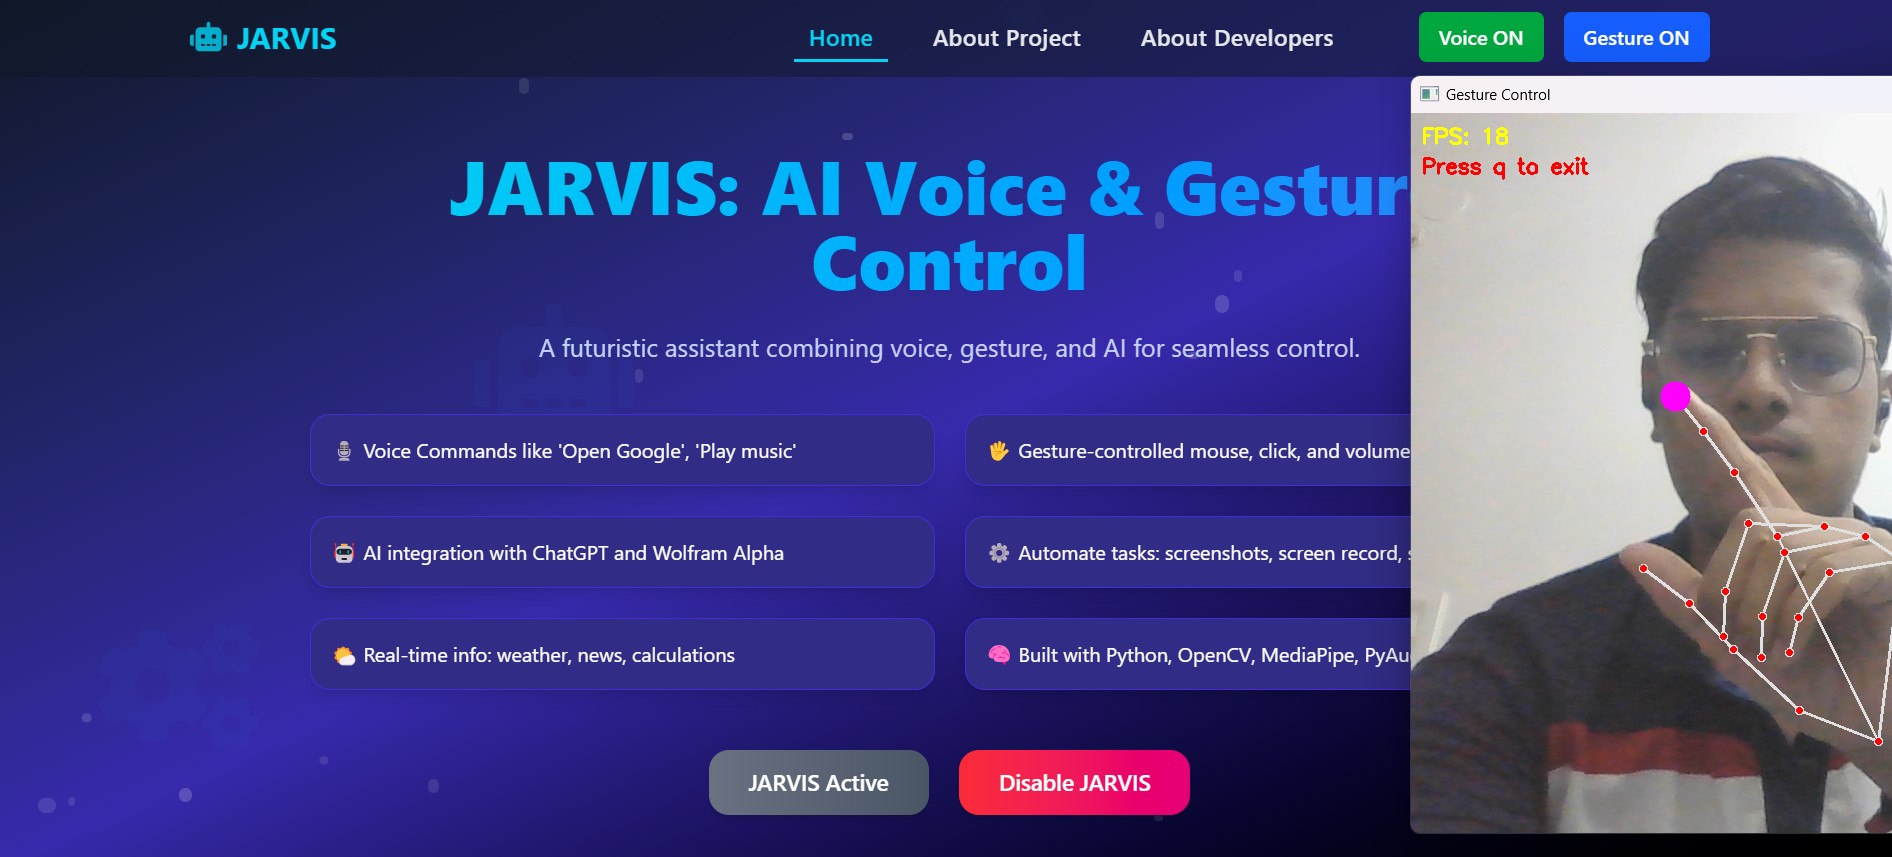 JARVIS
Home
About Project
About Developers
Voice ON
Gesture ON
Gesture Control
FPS: 18
Press q to exit
JARVIS: AI Voice & Gestur
Control
A futuristic assistant combining voice, gesture, and AI for seamless control.
Voice Commands like 'Open Google', 'Play music'
Gesture-controlled mouse, click, and volume
AI integration with ChatGPT and Wolfram Alpha
Automate tasks: screenshots, screen record,
Real-time info: weather, news, calculations
Built with Python, OpenCV, MediaPipe,
JARVIS Active
Disable JARVIS